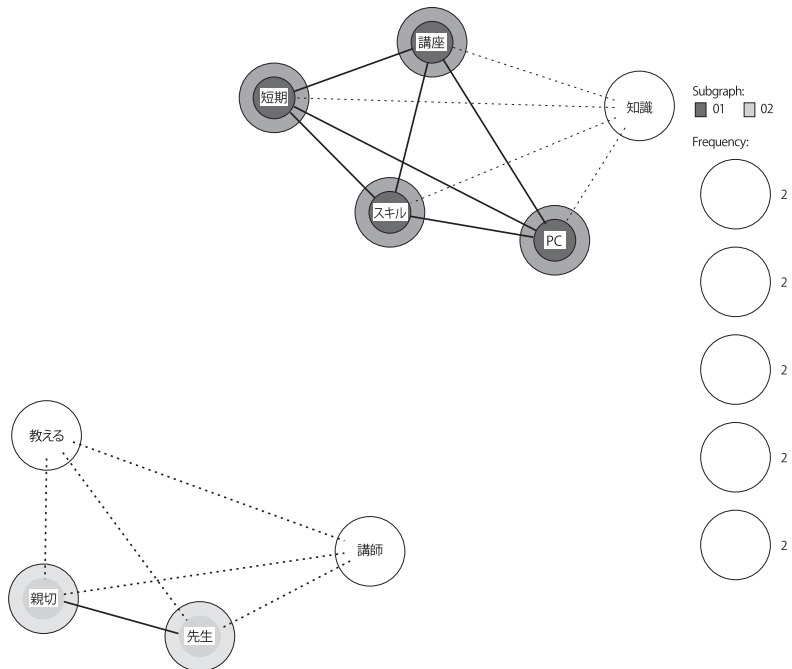 講座
短期
知識
スキル
PC
Subgraph:
01 02
Frequency:
2
2
2
2
2
教える
講師
親切
先生